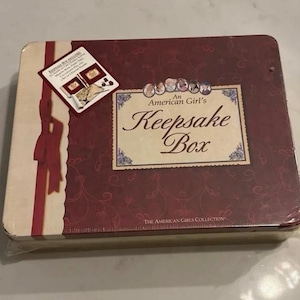 An
American Girl's
Keepsake
Box
THE AMERICAN GIRLS COLLECTION